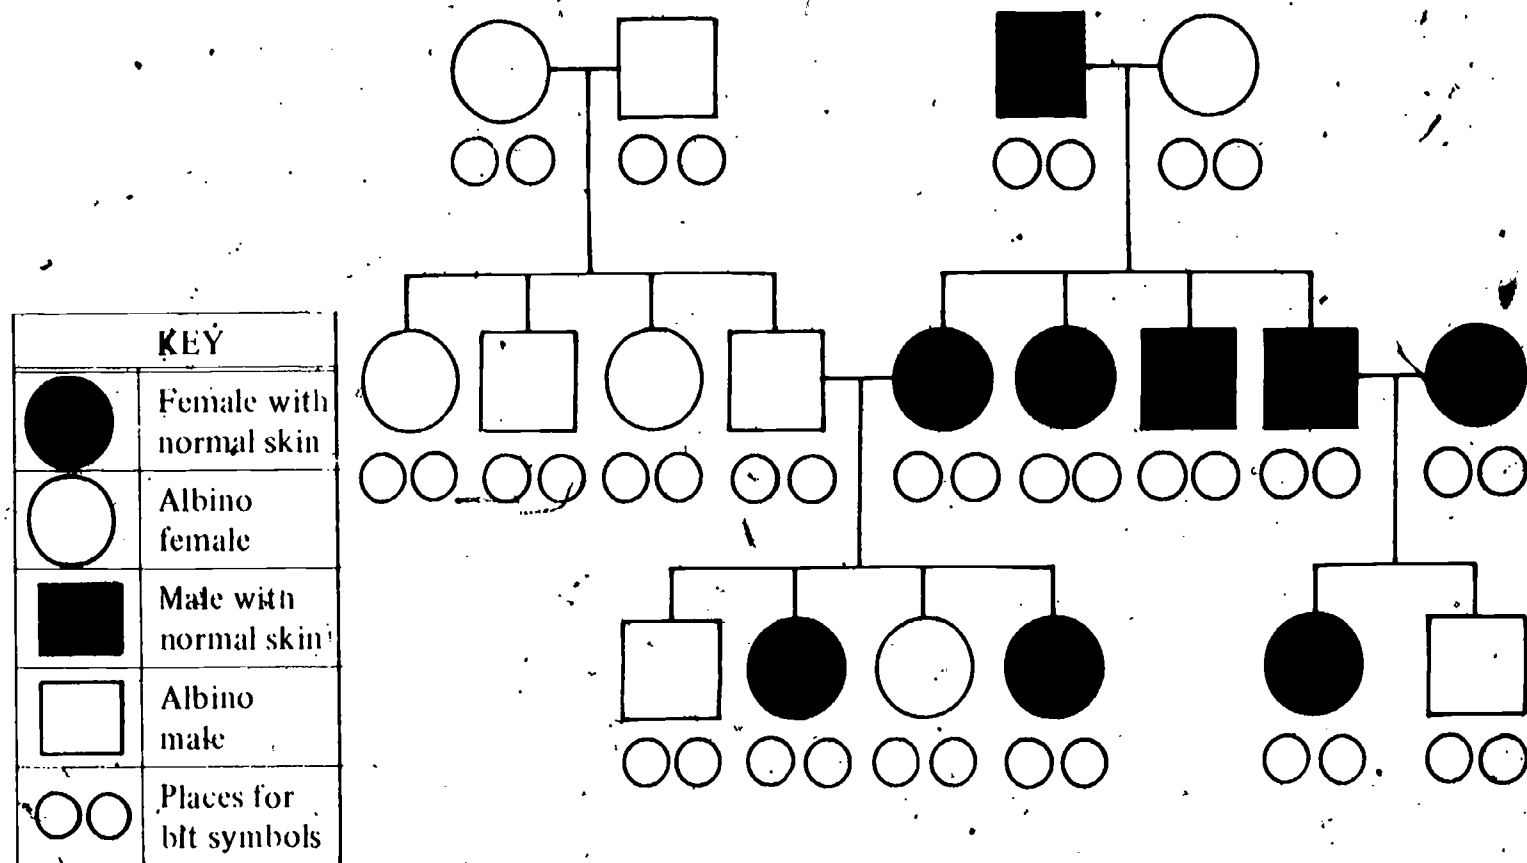 KEY
Female with
normal skin
Albino
female
Male with
normal skin
Albino
male
Places for
bit symbols